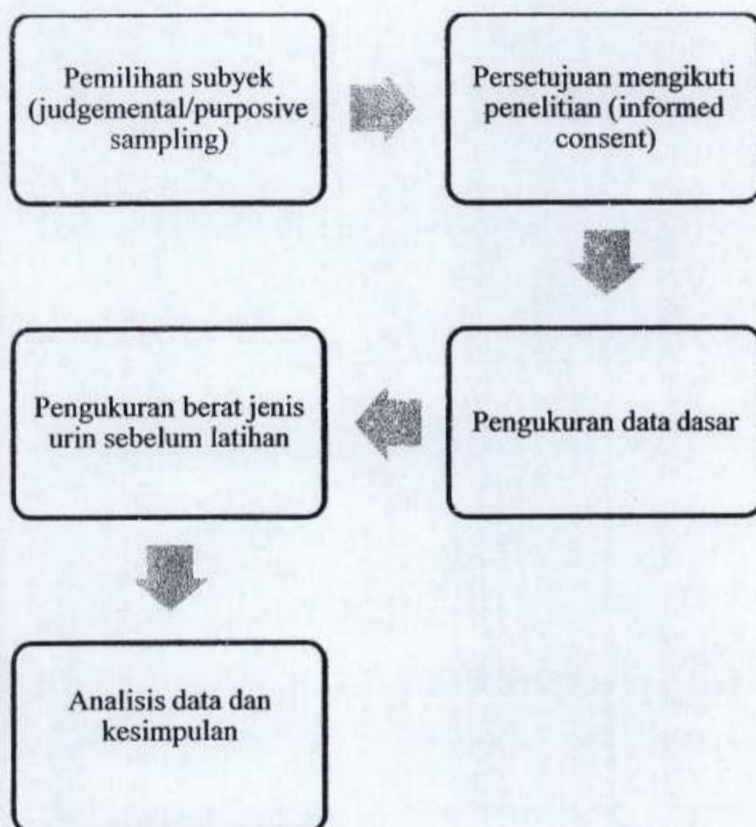 Pemilihan subyek
(judgemental/purposive
sampling)
Persetujuan mengikuti
penelitian (informed
consent)
Pengukuran data dasar
Pengukuran berat jenis
urin sebelum latihan
Analisis data dan
kesimpulan